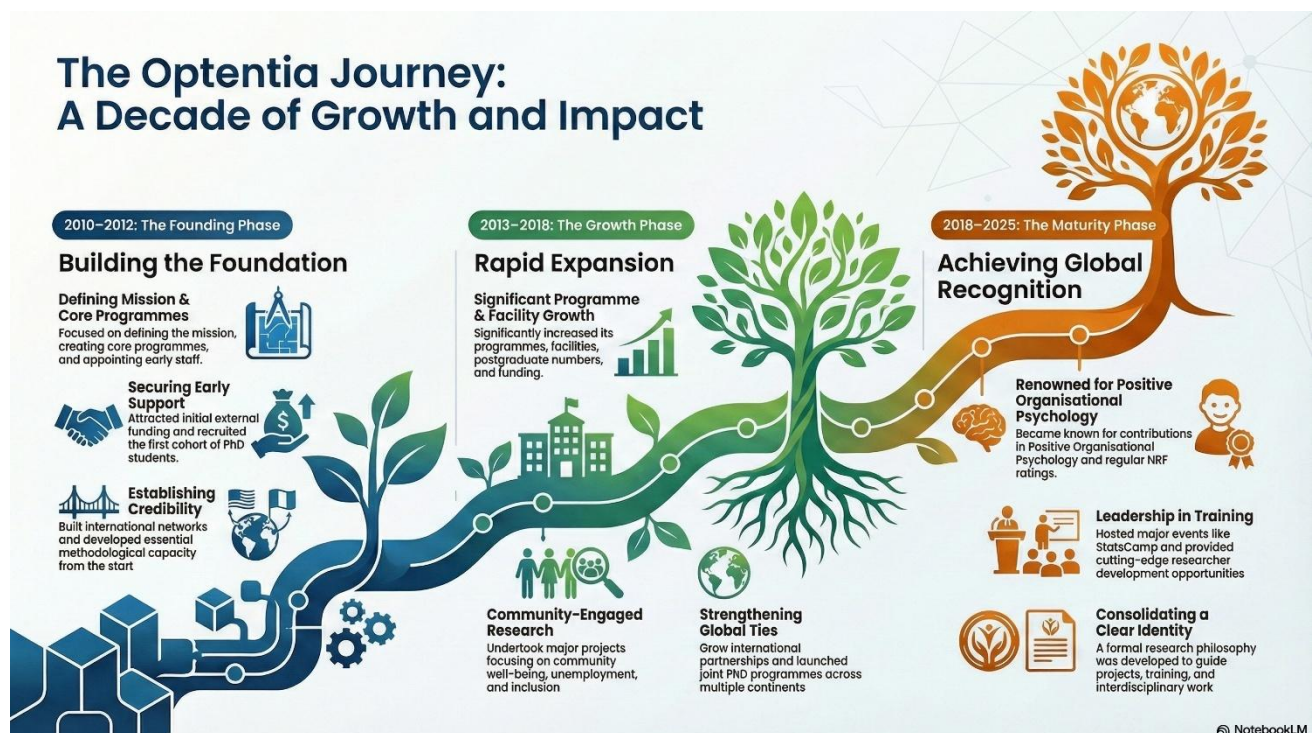 The Optentia Journey:
A Decade of Growth and Impact
2010–2012: The Founding Phase
Building the Foundation
Defining Mission &
Core Programmes
Focused on defining the mission,
creating core programmes,
and appointing early staff.
Securing Early
Support
Attracted initial external
funding and recruited
the first cohort of PhD
students.
$
Establishing
Credibility
Built international networks
and developed essential
methodological capacity
from the start
2013–2018: The Growth Phase
Rapid Expansion
Significant Programme
& Facility Growth
Significantly increased its
programmes, facilities,
postgraduate numbers,
and funding.
Community-Engaged
Research
Undertook major projects
focusing on community
well-being, unemployment,
and inclusion
Strengthening
Global Ties
Grow international
partnerships and launched
joint PND programmes across
multiple continents
2018–2025: The Maturity Phase
Achieving Global
Recognition
Renowned for Positive
Organisational
Psychology
Became known for contributions
in Positive Organisational
Psychology and regular NRF
ratings.
Leadership in Training
Hosted major events like
StatsCamp and provided
cutting-edge researcher
development opportunities
Consolidating a
Clear Identity
A formal research philosophy
was developed to guide
projects, training, and
interdisciplinary work
NotebookLM